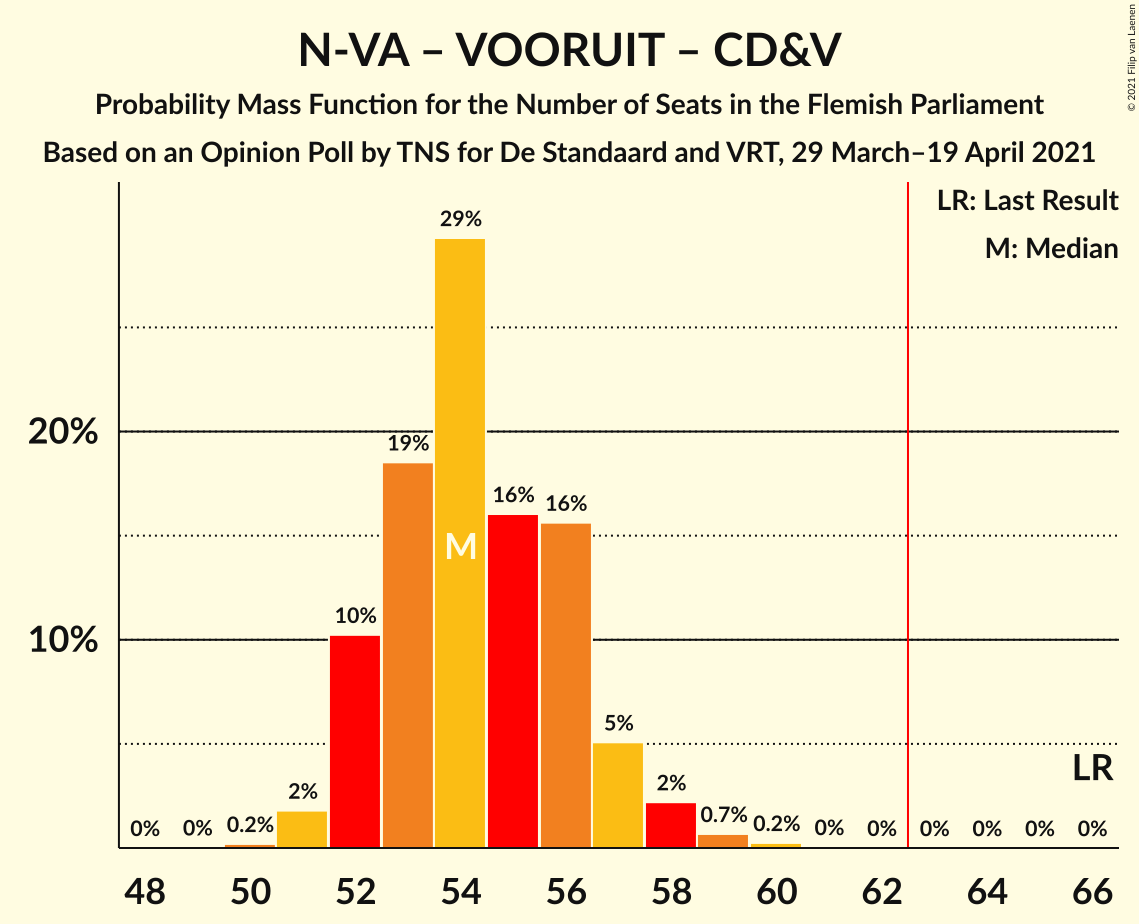 N-VA – VOORUIT – CD&V
Probability Mass Function for the Number of Seats in the Flemish Parliament
Based on an Opinion Poll by TNS for De Standaard and VRT, 29 March–19 April 2021
© 2021 Filip van Laenen
LR: Last Result
M: Median
29%
20%
19%
16%
16%
M
10%
10%
5%
LR
2%
2%
0.7%
0% 0% 0.2% 0.2% 0% 0% 0% 0% 0% 0%
48 50 52 54 56 58 60 62 64 66